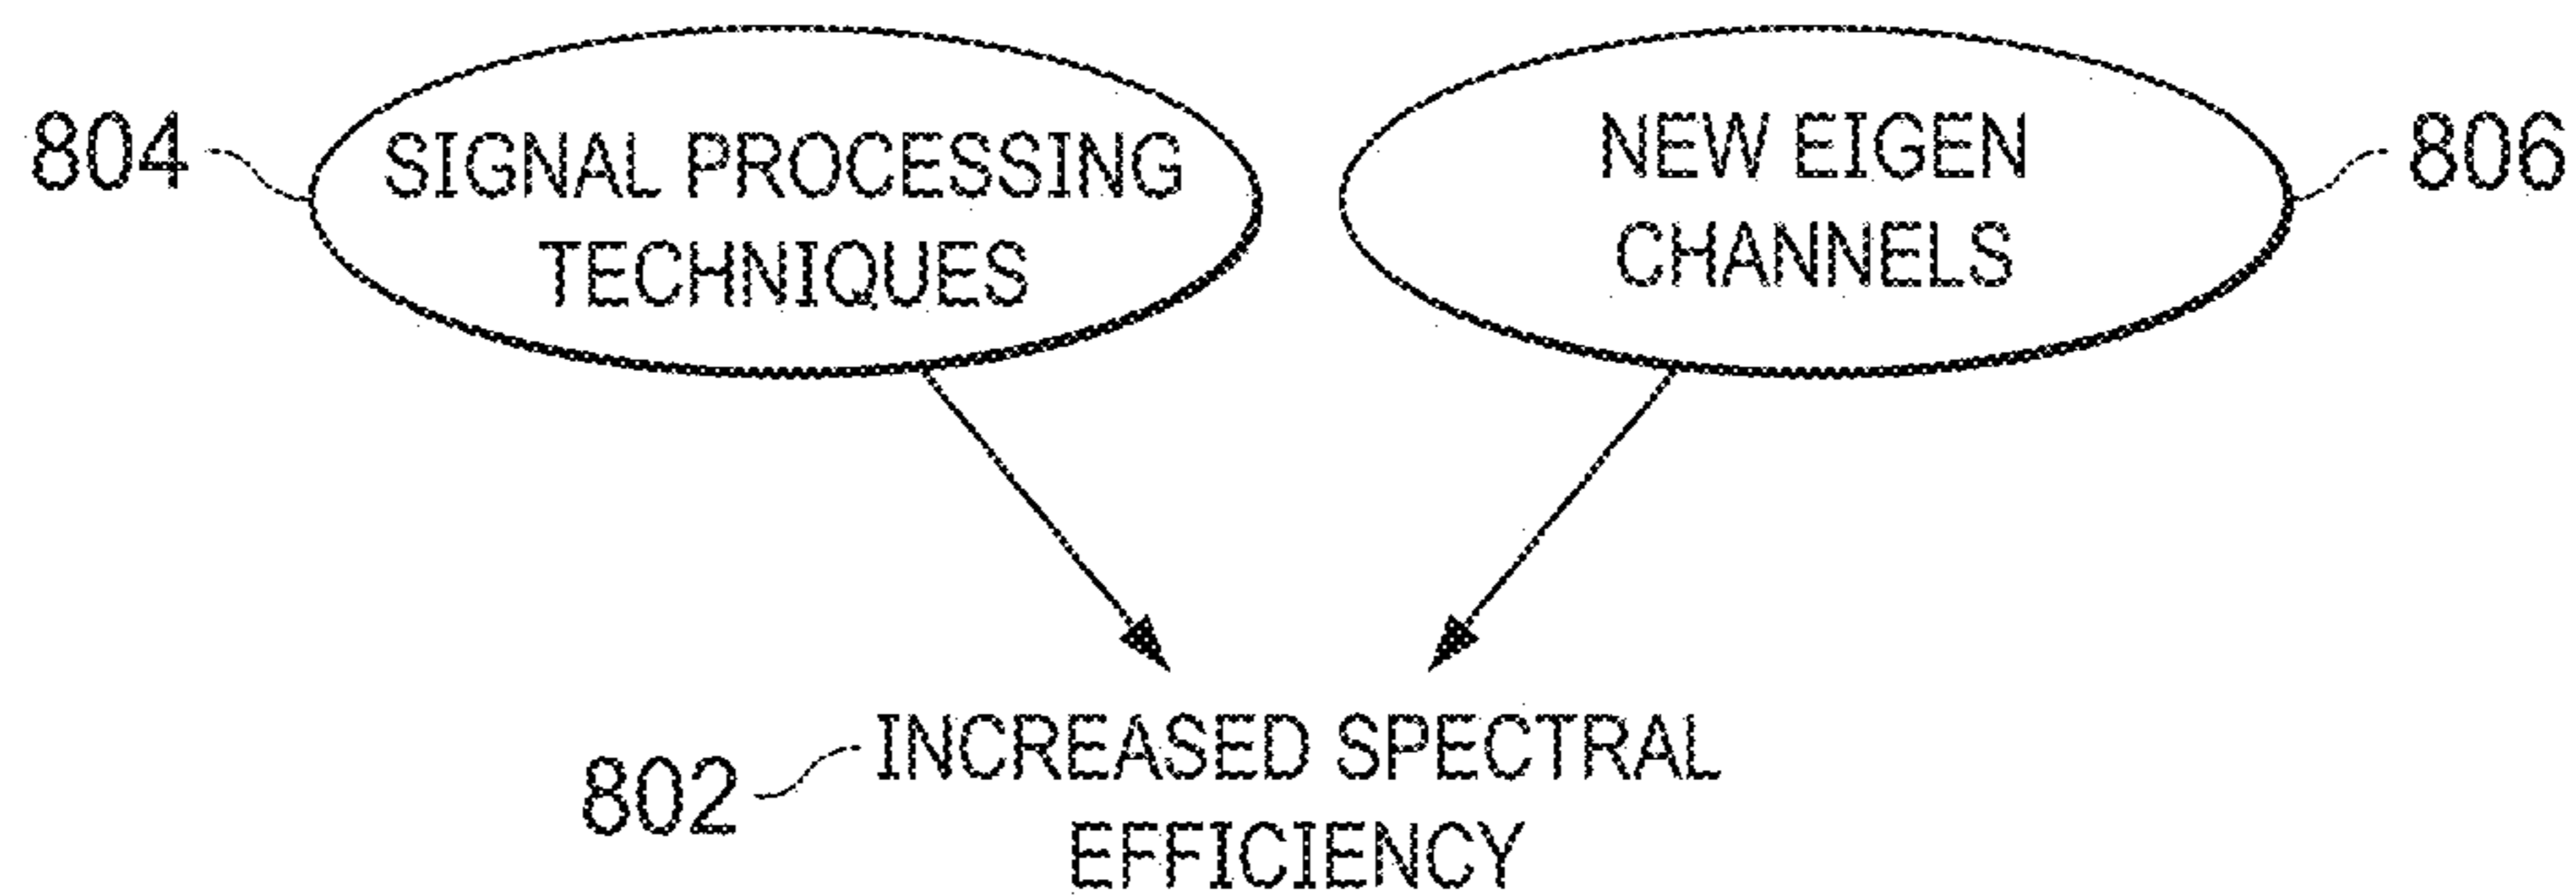 804
SIGNAL PROCESSING
TECHNIQUES
NEW EIGEN
CHANNELS
806
802
INCREASED SPECTRAL
EFFICIENCY